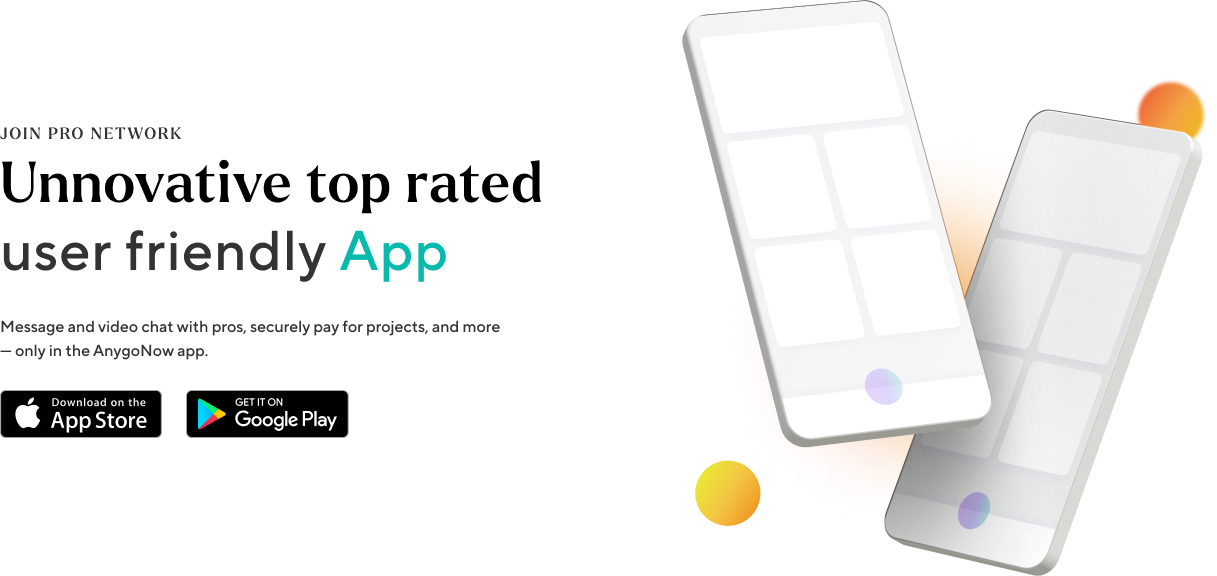 JOIN PRO NETWORK
Unnovative top rated
user friendly App
Message and video chat with pros, securely pay for projects, and more
— only in the AnygoNow app.
Download on the
App Store
GET IT ON
Google Play